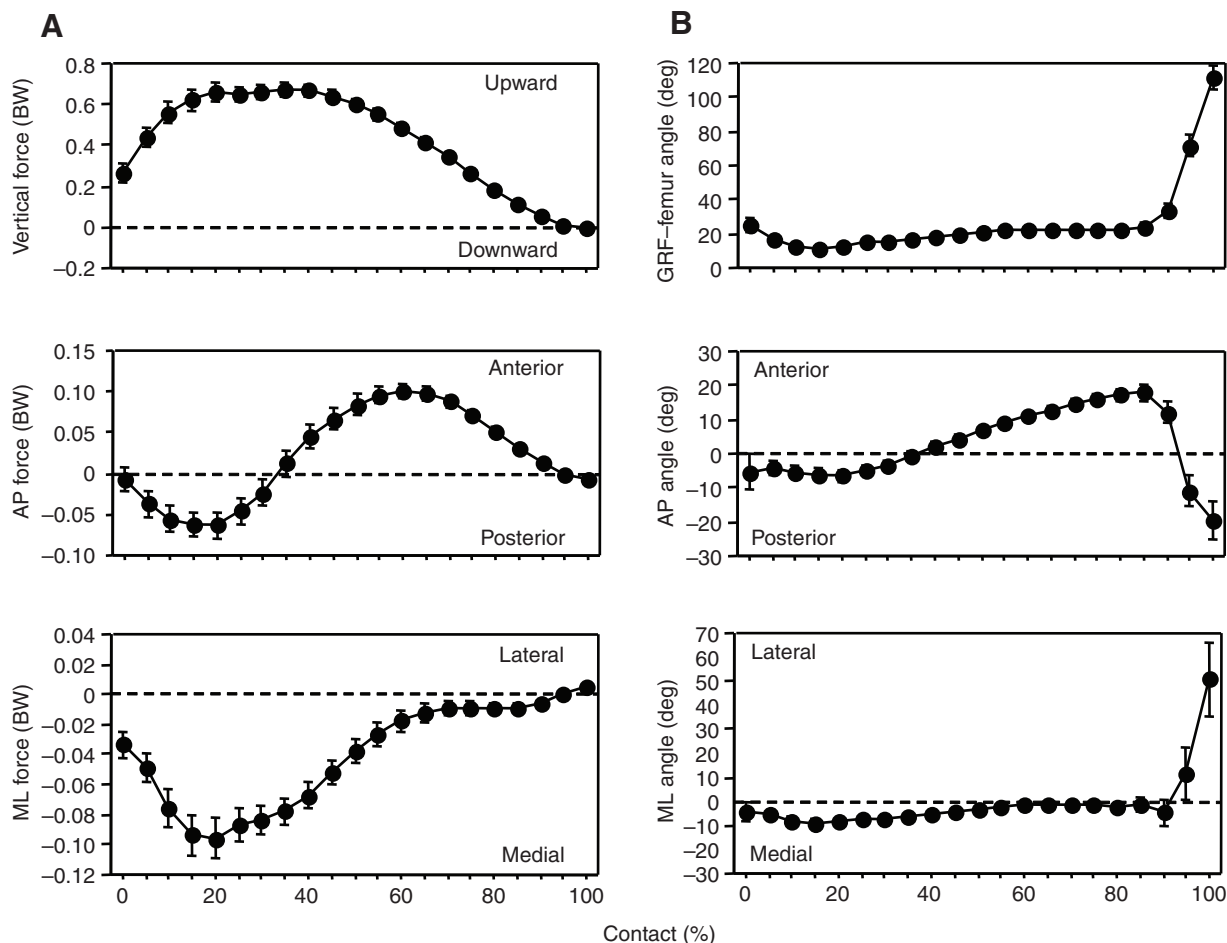 A
B
Vertical force (BW)
0.8
0.6
0.4
0.2
0
–0.2
Upward
Downward
GRF–femur angle (deg)
120
100
80
60
40
20
0
AP force (BW)
0.15
0.10
0.05
0
–0.05
–0.10
Anterior
Posterior
AP angle (deg)
30
20
10
0
–10
–20
–30
Anterior
Posterior
ML force (BW)
0.04
0.02
0
–0.02
–0.04
–0.06
–0.08
–0.10
–0.12
Lateral
Medial
0 20 40 60 80 100
ML angle (deg)
70
60
50
40
30
20
10
0
–10
–20
–30
Lateral
Medial
0 20 40 60 80 100
Contact (%)